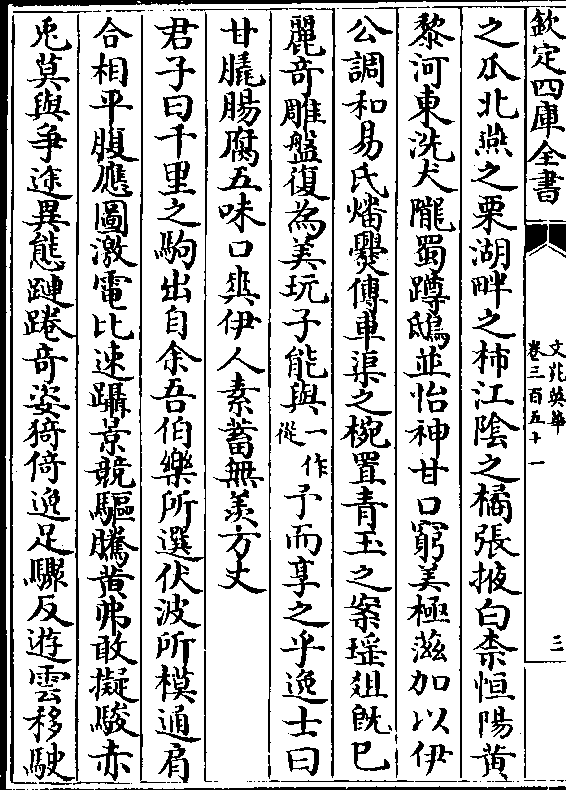 欽定四庫全書
文苑英華
卷三百五十一
三
之瓜北燕之栗湖畔之柿江陰之橘張掖白柰恒陽黄
黎河東洗犬隴蜀蹲鴟並怡神甘口窮美極滋加以伊
公調和易氏燔爨傳車渠之椀置青玉之案瑶俎既已
麗奇雕盤復為美玩子能與一作從予而享之乎逸士曰
甘脆腸腐五味口爽伊人素蓄無羡方丈
君子曰千里之駒出自余吾伯樂所選伏波所模通肩
合相平腹應圖激電比速躡景競驅騰黄弗敢擬駿赤
兎莫與爭途異態踺踡奇姿猗倚逸足驟反遊雲移駛